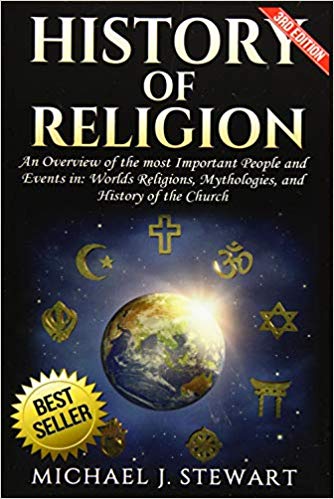 HISTORY
3RD EDITION
OF
RELIGION
An Overview of the most Important People and
Events in: Worlds Religions, Mythologies, and
History of the Church
BEST
SELLER
MICHAEL J. STEWART